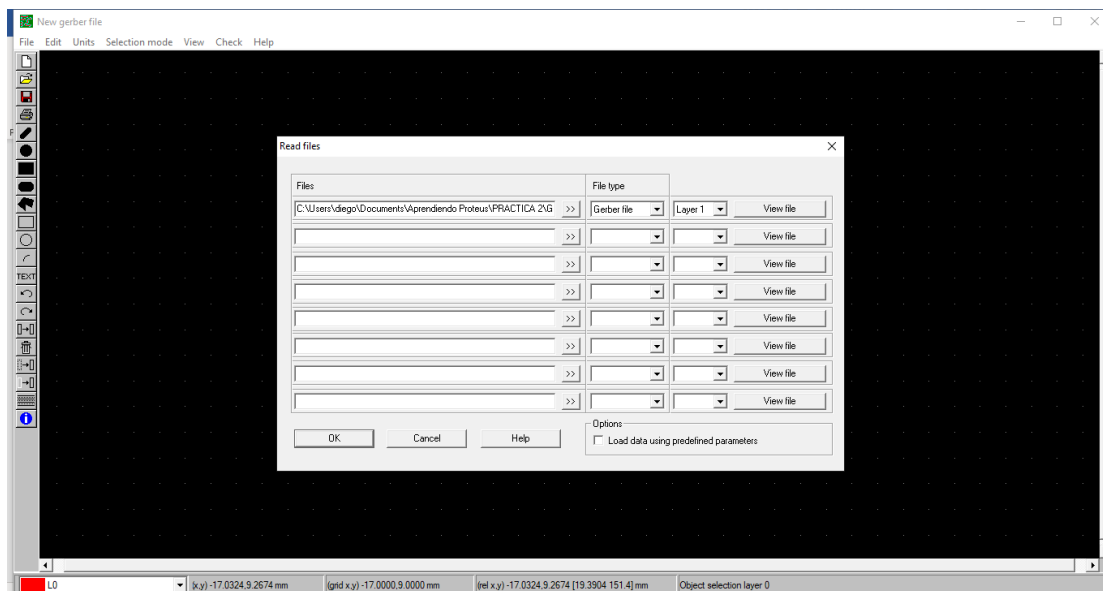 New gerber file
File Edit Units Selection mode View Check Help
Read files
Files File type
C:\Users\diego\Documents\Aprendiendo Proteus\PRACTICA 2\G >> Gerber file Layer 1 View file
>> View file
>> View file
>> View file
>> View file
>> View file
>> View file
>> View file
Options
OK Cancel Help Load data using predefined parameters
TEXT
L0 (x,y) -17.0324,9.2674 mm (grid x,y) -17.0000,9.0000 mm (rel x,y) -17.0324,9.2674 [19.3904 151.4] mm Object selection layer 0